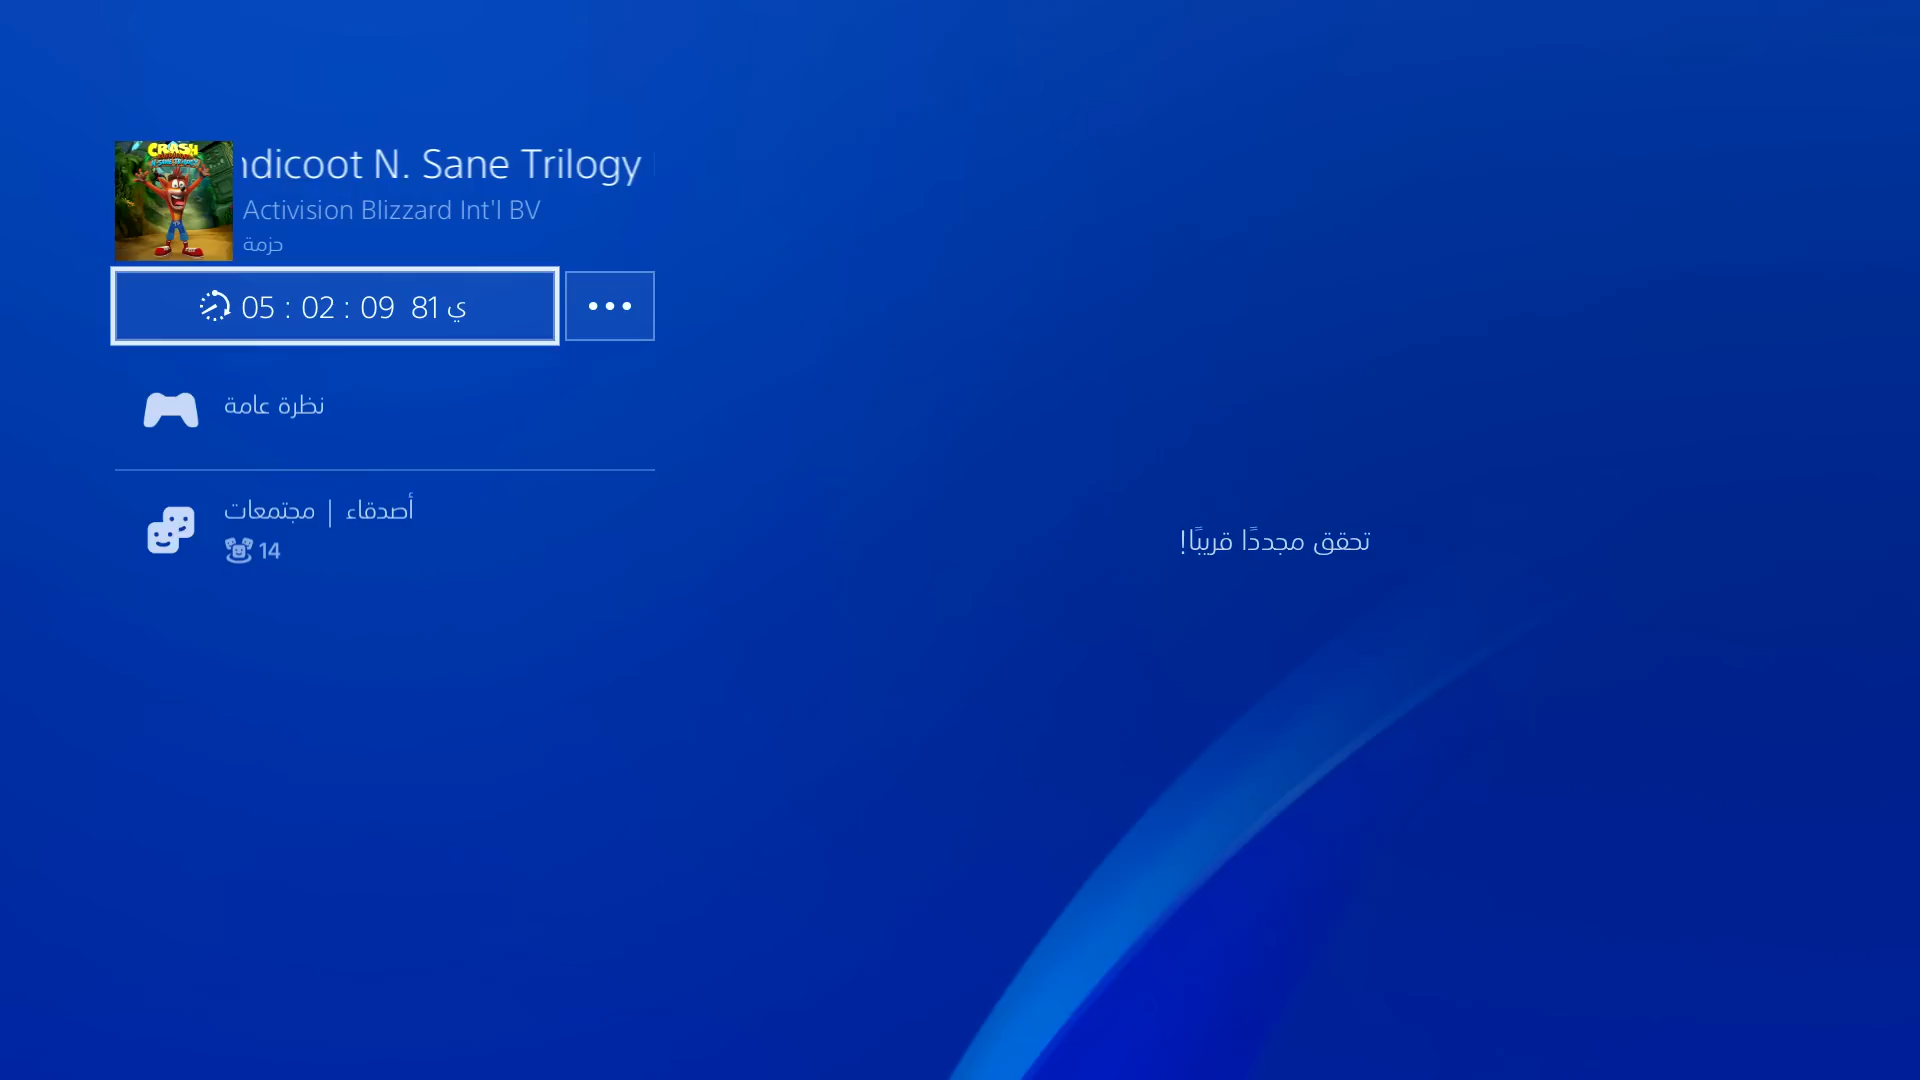 CRASH
ndicoot N. Sane Trilogy
Activision Blizzard Int'l BV
حزمة
05 : 02 : 09 81 ي
نظرة عامة
أصدقاء | مجتمعات
14
تحقق مجددًا قريبًا!